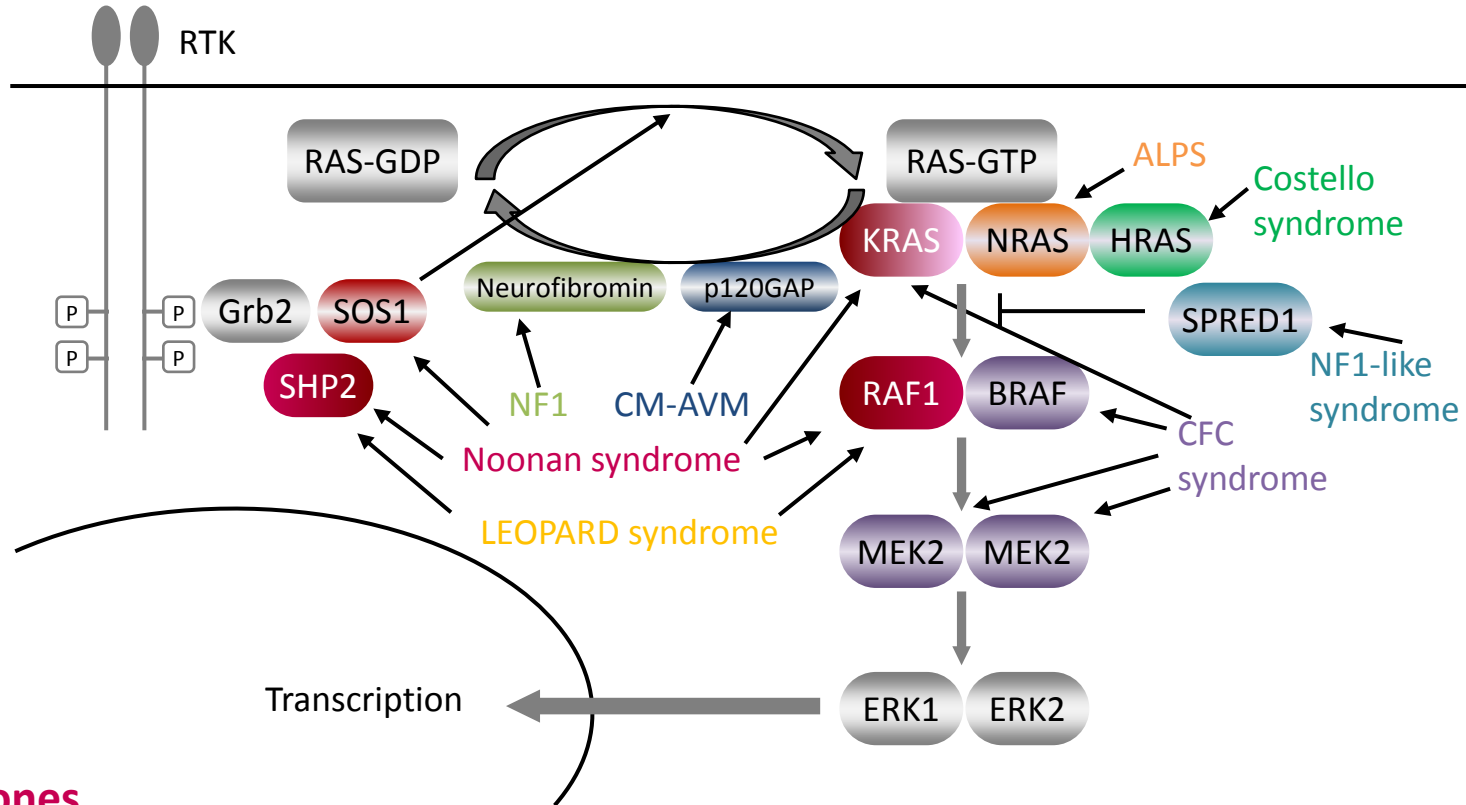 RTK
RAS-GDP
RAS-GTP
ALPS
Costello
syndrome
KRAS
NRAS
HRAS
Neurofibromin
p120GAP
P
P
Grb2
SOS1
SPRED1
P
P
SHP2
NF1
CM-AVM
RAF1
BRAF
NF1-like
syndrome
CFC
syndrome
Noonan syndrome
LEOPARD syndrome
MEK2
MEK2
Transcription
ERK1
ERK2
ones